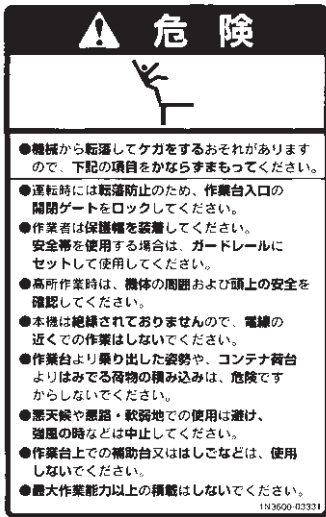 危険
●機械から転落してケガをするおそれがあります
ので、下記の項目をかならずまもってください。
●運転時には転落防止のため、作業台入口の
開閉ゲートをロックしてください。
●作業者は保護帽を装着してください。
安全帯を使用する場合は、ガードレールに
セットして使用してください。
●高所作業時は、機体の周囲および頭上の安全を
確認してください。
●本機は絶縁されておりませんので、電線の
近くでの作業はしないでください。
●作業台より乗り出した姿勢や、コンテナ荷台
よりはみでる荷物の積み込みは、危険です
からしないでください。
●悪天候や悪路・軟弱地での使用は避け、
強風の時などは中止してください。
●作業台上での補助台又ははしごなどは、使用
しないでください。
●最大作業能力以上の積載はしないでください。
1N3600-03331